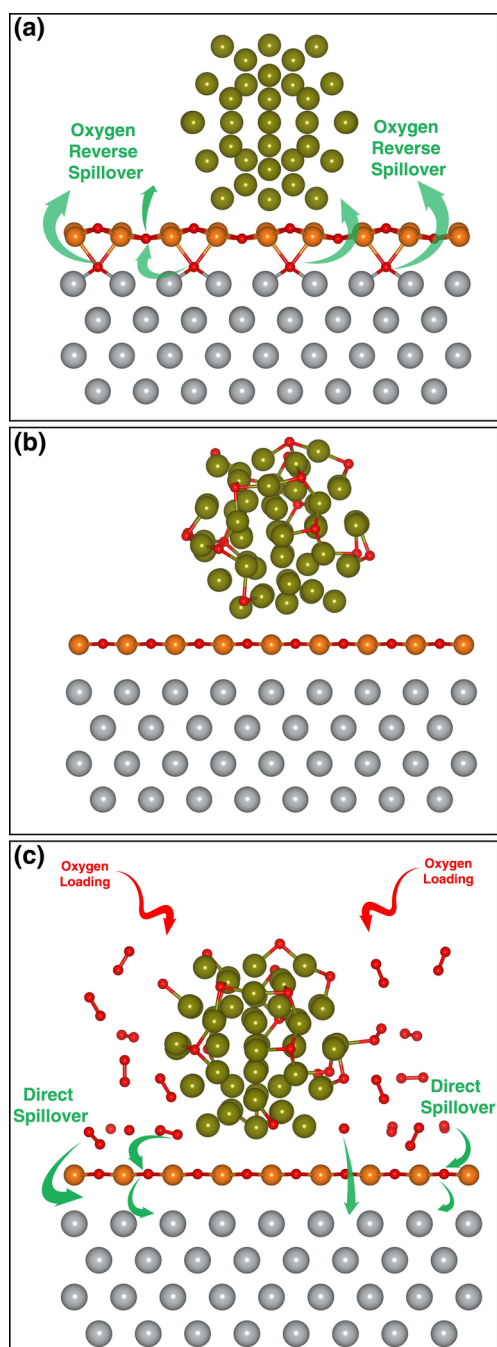 (a)
Oxygen
Reverse
Spillover
Oxygen
Reverse
Spillover
(b)
(c)
Oxygen
Loading
Oxygen
Loading
Direct
Spillover
Direct
Spillover